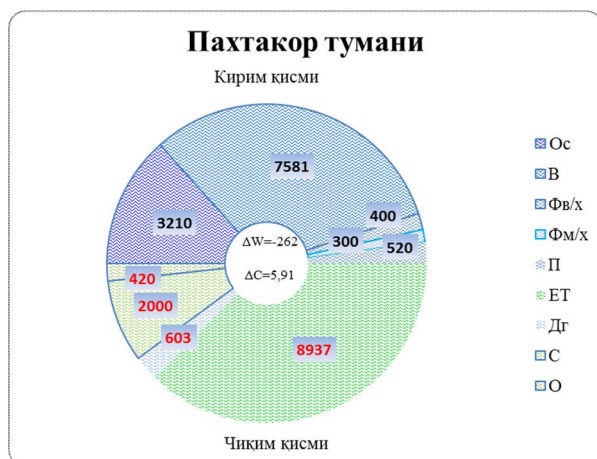 Пахтакор тумани
Кирим қисми
7581
400
300
520
3210
ΔW=-262
ΔC=5,91
420
2000
603
8937
Чиқим қисми
Ос
В
Фв/х
Фм/х
П
ЕТ
Дг
С
О